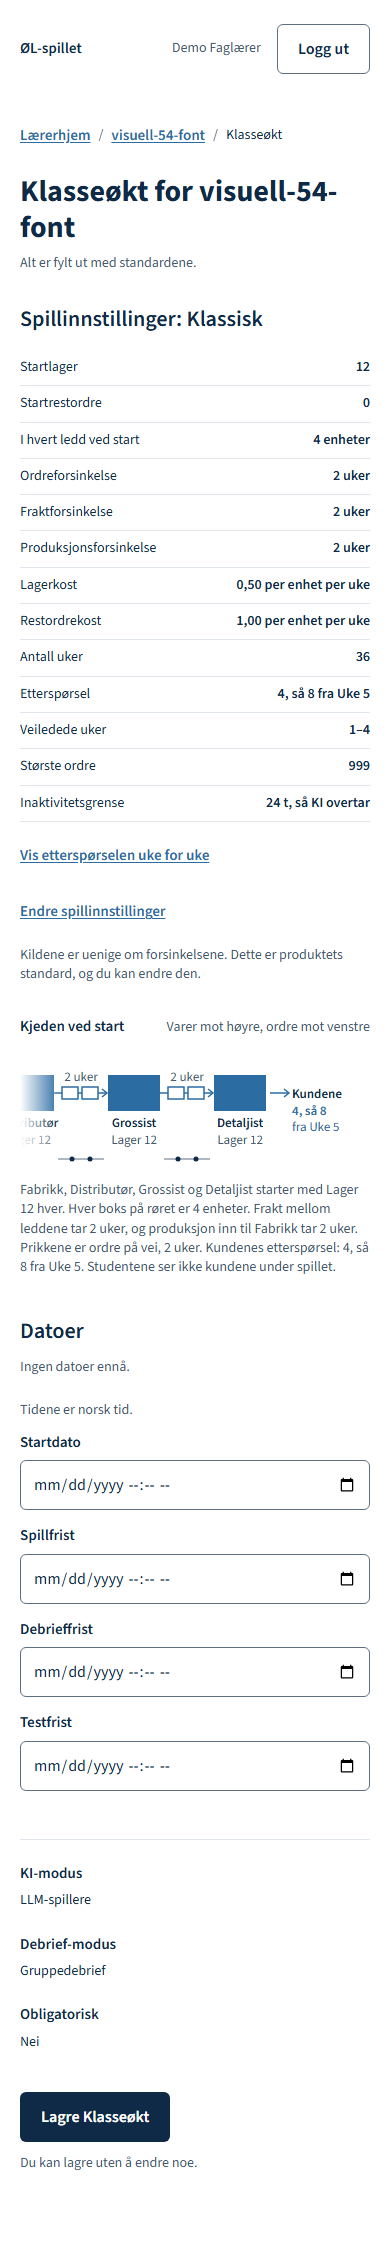 ØL-spillet
Demo Faglærer
Logg ut
Lærerhjem / visuell-54-font / Klasseøkt
Klasseøkt for visuell-54-
font
Alt er fylt ut med standardene.
Spillinnstillinger: Klassisk
Startlager 12
Startrestordre 0
I hvert ledd ved start 4 enheter
Ordreforsinkelse 2 uker
Fraktforsinkelse 2 uker
Produksjonsforsinkelse 2 uker
Lagerkost 0,50 per enhet per uke
Restordrekost 1,00 per enhet per uke
Antall uker 36
Etterspørsel 4, så 8 fra Uke 5
Veiledede uker 1–4
Største ordre 999
Inaktivitetsgrense 24 t, så KI overtar
Vis etterspørselen uke for uke
Endre spillinnstillinger
Kildene er uenige om forsinkelsene. Dette er produktets
standard, og du kan endre den.
Kjeden ved start Varer mot høyre, ordre mot venstre
2 uker 2 uker
Kundene
4, så 8
fra Uke 5
ributør Grossist Detaljist
er 12 Lager 12 Lager 12
Fabrikk, Distributør, Grossist og Detaljist starter med Lager
12 hver. Hver boks på røret er 4 enheter. Frakt mellom
leddene tar 2 uker, og produksjon inn til Fabrikk tar 2 uker.
Prikkene er ordre på vei, 2 uker. Kundenes etterspørsel: 4, så
8 fra Uke 5. Studentene ser ikke kundene under spillet.
Datoer
Ingen datoer ennå.
Tidene er norsk tid.
Startdato
mm/dd/yyyy --:-- --
Spillfrist
mm/dd/yyyy --:-- --
Debrieffrist
mm/dd/yyyy --:-- --
Testfrist
mm/dd/yyyy --:-- --
KI-modus
LLM-spillere
Debrief-modus
Gruppedebrief
Obligatorisk
Nei
Lagre Klasseøkt
Du kan lagre uten å endre noe.